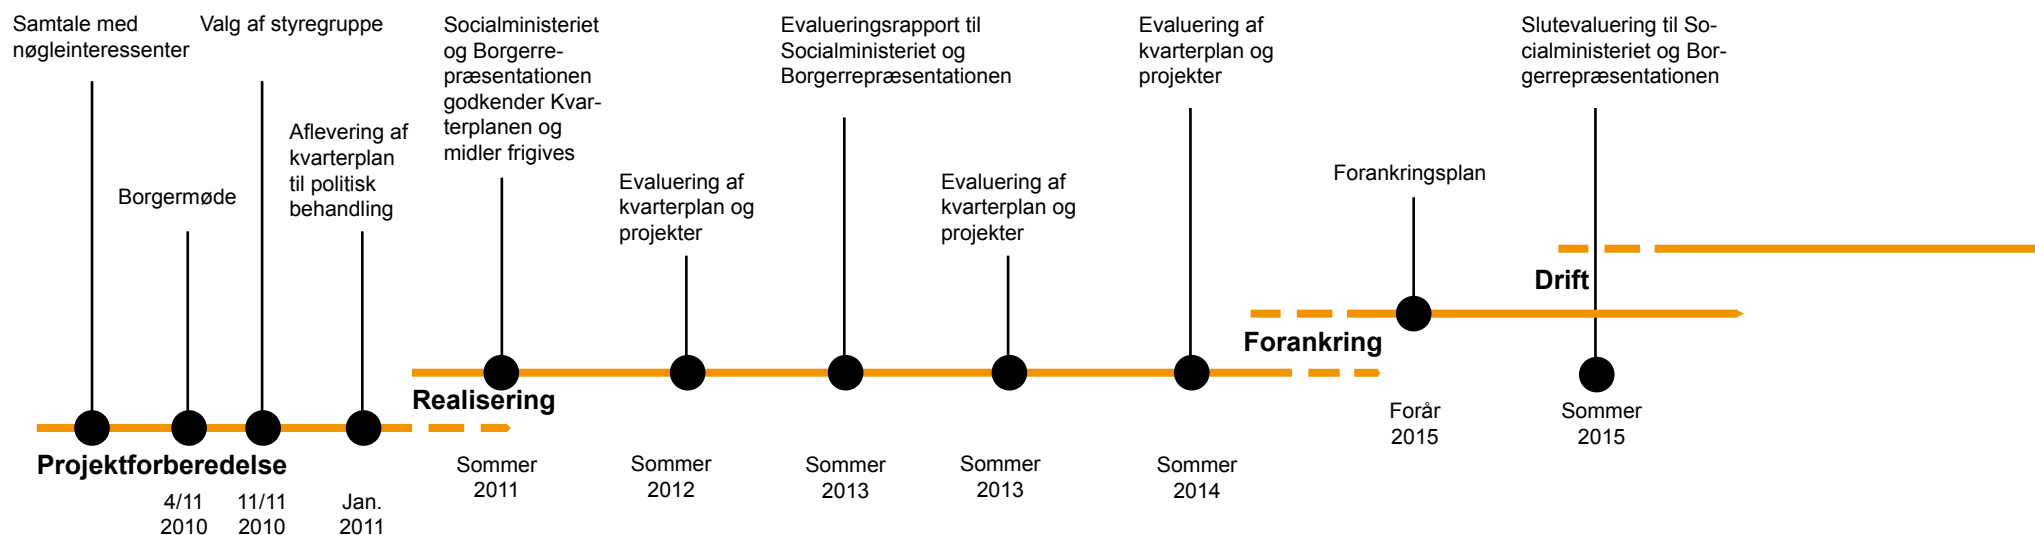 Samtale med
nøgleinteressenter
Valg af styregruppe
Socialministeriet
og Borgerre-
præsentationen
godkender Kvar-
terplanen og
midler frigives
Evalueringsrapport til
Socialministeriet og
Borgerrepræsentationen
Evaluering af
kvarterplan og
projekter
Slutevaluering til So-
cialministeriet og Bor-
gerrepræsentationen
Aflevering af
kvarterplan
til politisk
behandling
Borgermøde
Evaluering af
kvarterplan og
projekter
Evaluering af
kvarterplan og
projekter
Forankringsplan
Drift
Forankring
Realisering
Projektforberedelse
4/11
2010
11/11
2010
Jan.
2011
Sommer
2011
Sommer
2012
Sommer
2013
Sommer
2013
Sommer
2014
Forår
2015
Sommer
2015